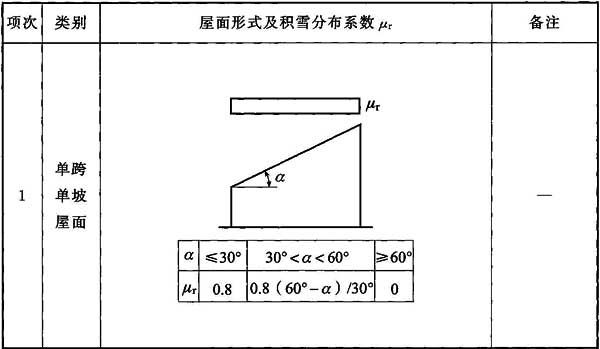 项次 类别 屋面形式及积雪分布系数 μr 备注
μr
α
1 单跨单坡屋面 —
α ≤30° 30°<α<60° ≥60°
μr 0.8 0.8(60°-α)/30° 0